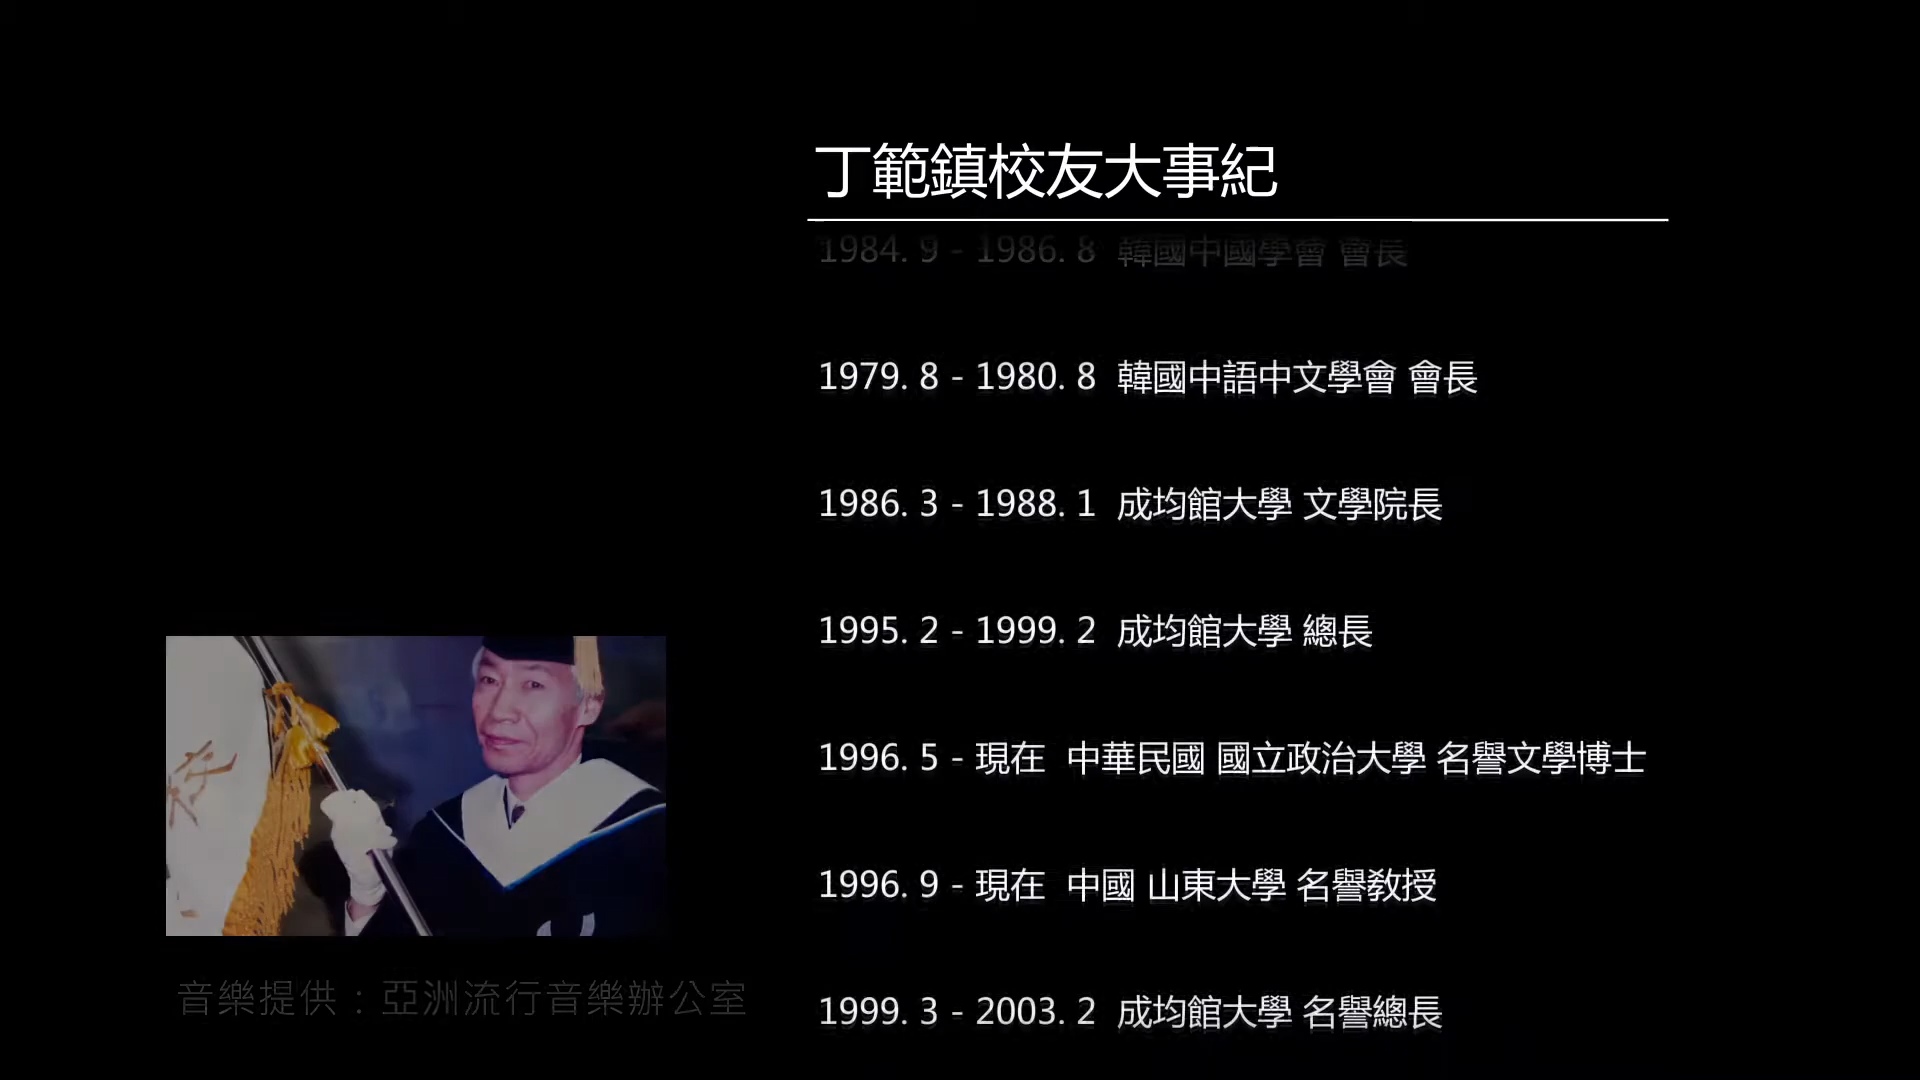 丁範鎮校友大事紀
1984. 9 - 1986. 8 韓國中國學會 會長
1979. 8 - 1980. 8 韓國中語中文學會 會長
1986. 3 - 1988. 1 成均館大學 文學院長
1995. 2 - 1999. 2 成均館大學 總長
1996. 5 - 現在 中華民國 國立政治大學 名譽文學博士
1996. 9 - 現在 中國 山東大學 名譽教授
1999. 3 - 2003. 2 成均館大學 名譽總長
音樂提供：亞洲流行音樂辦公室